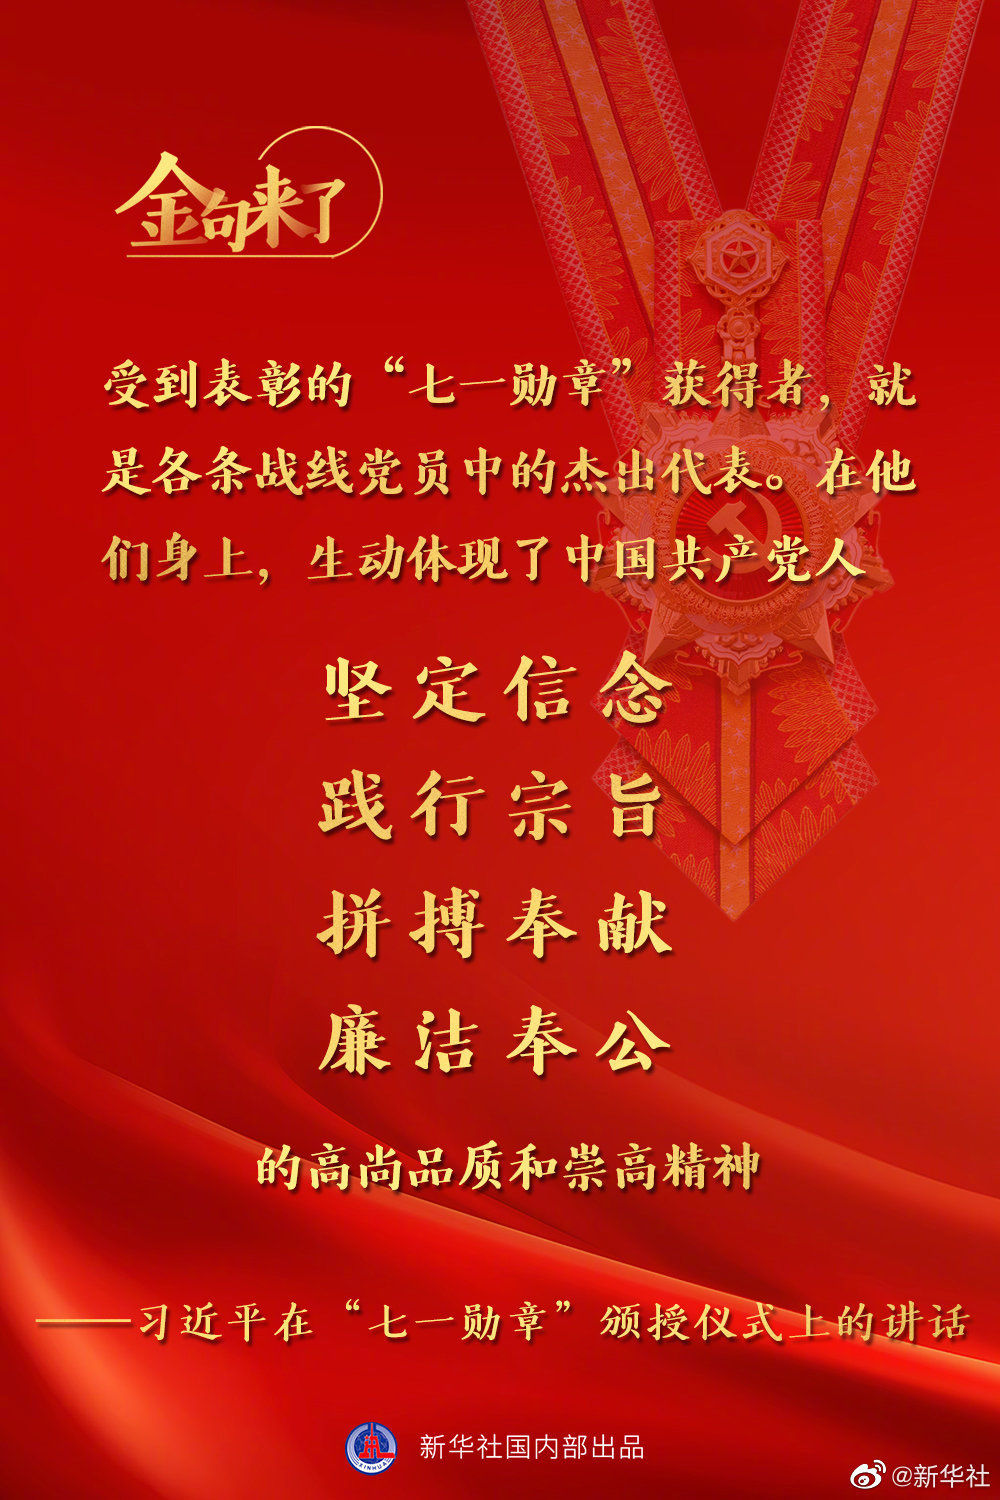 金句来了
受到表彰的“七一勋章”获得者，就
是各条战线党员中的杰出代表。在他
们身上，生动体现了中国共产党人
坚定信念
践行宗旨
拼搏奉献
廉洁奉公
的高尚品质和崇高精神
——习近平在“七一勋章”颁授仪式上的讲话
XINHUA
新华社国内部出品
@新华社